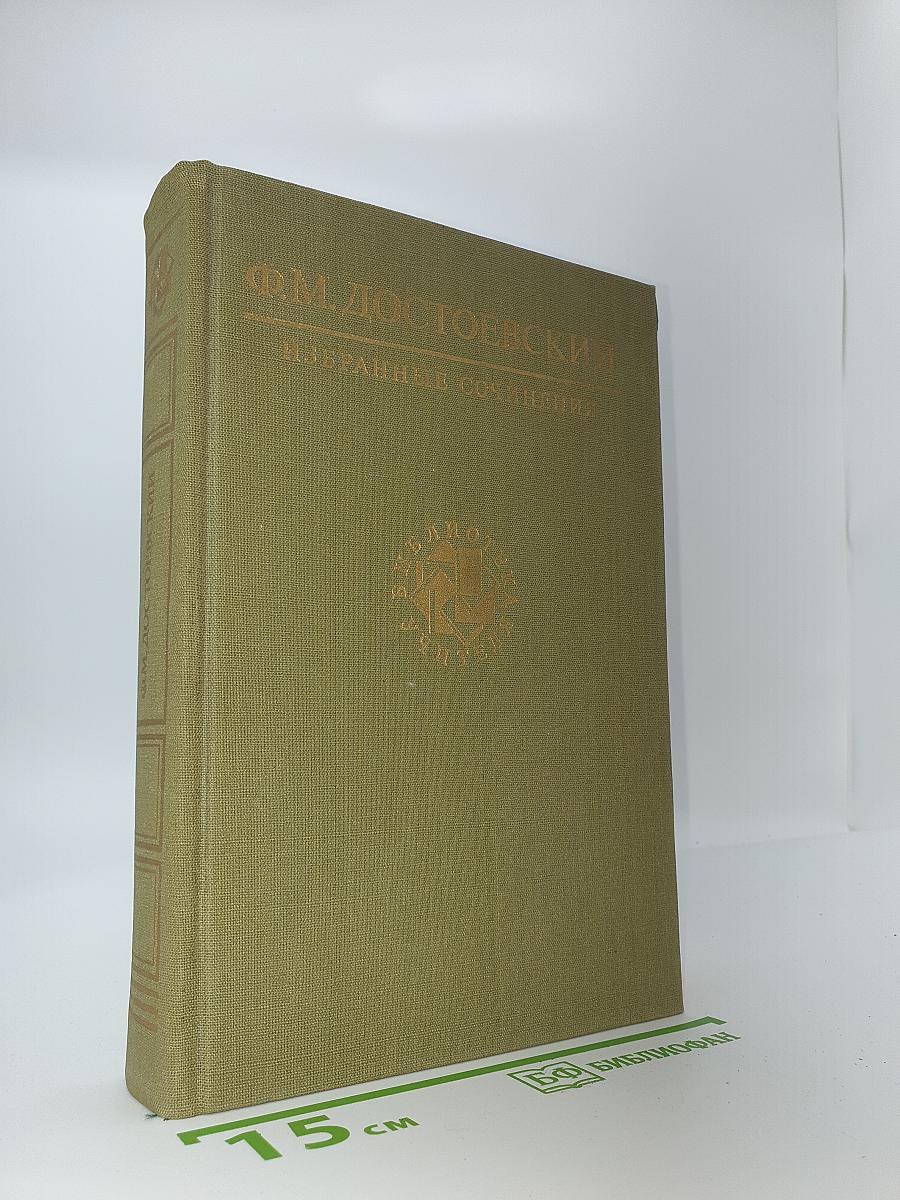 Ф.М. ДОСТОЕВСКИЙ
ИЗБРАННЫЕ СОЧИНЕНИЯ
БИБЛИОТЕКА УЧИТЕЛЯ
Ф.М. ДОСТОЕВСКИЙ
15 см
БФ БИБЛИОФАН